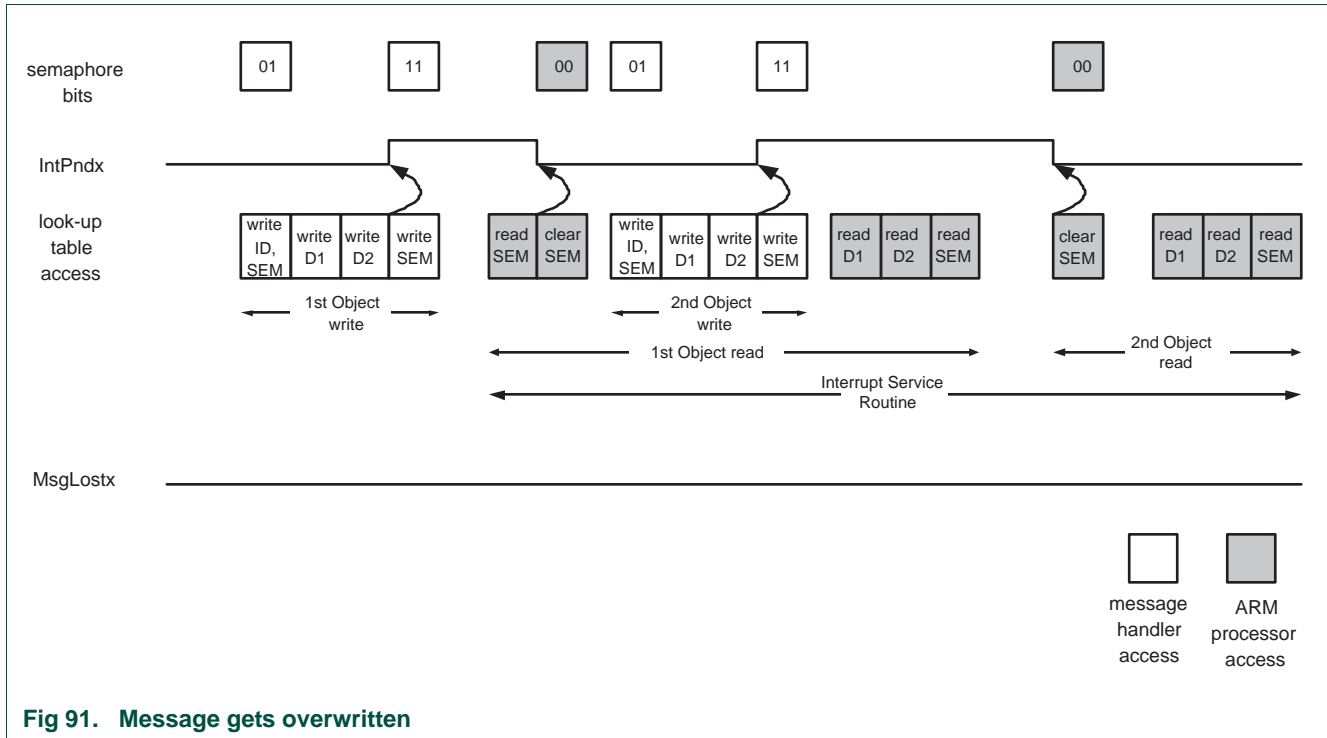 semaphore
bits
01
11
00
01
11
00
IntPndx
look-up
table
access
write
ID,
SEM
write
D1
write
D2
write
SEM
read
SEM
clear
SEM
write
ID,
SEM
write
D1
write
D2
write
SEM
read
D1
read
D2
read
SEM
clear
SEM
read
D1
read
D2
read
SEM
1st Object
write
2nd Object
write
1st Object read
2nd Object
read
Interrupt Service
Routine
MsgLostx
message
handler
access
ARM
processor
access
Fig 91. Message gets overwritten